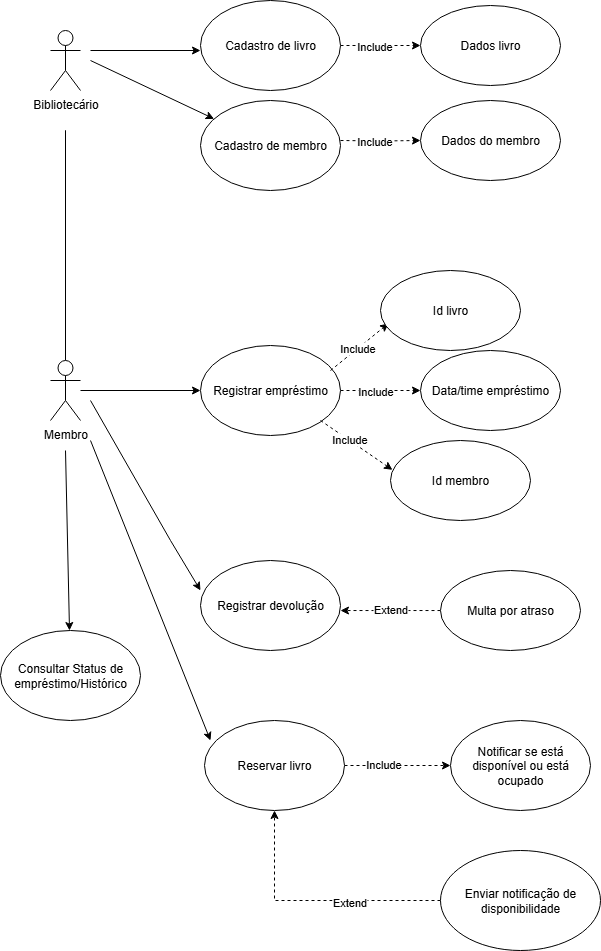 Cadastro de livro
Include
Dados livro
Bibliotecário
Cadastro de membro
Include
Dados do membro
Id livro
Include
Registrar empréstimo
Include
Data/time empréstimo
Membro
Include
Id membro
Registrar devolução
Extend
Multa por atraso
Consultar Status de
empréstimo/Histórico
Reservar livro
Include
Notificar se está
disponível ou está
ocupado
Extend
Enviar notificação de
disponibilidade